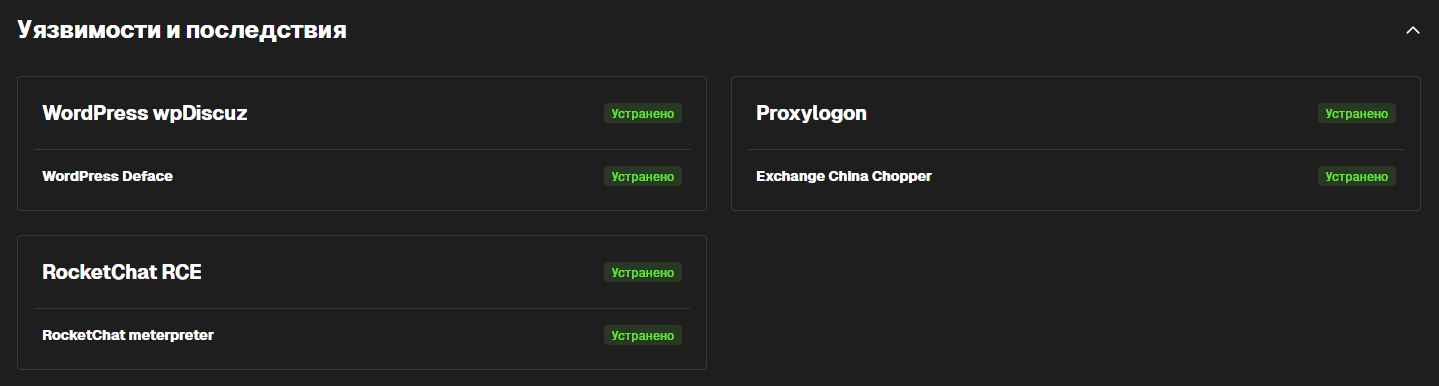 Уязвимости и последствия
WordPress wpDiscuz Устранено
WordPress Deface Устранено
Proxylogon Устранено
Exchange China Chopper Устранено
RocketChat RCE Устранено
RocketChat meterpreter Устранено